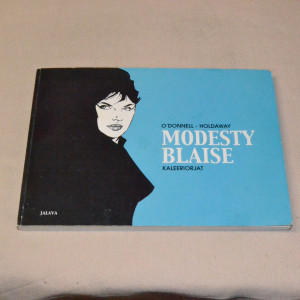 O'DONNELL - HOLDAWAY
MODESTY
BLAISE
KALEERIORJAT
JALAVA